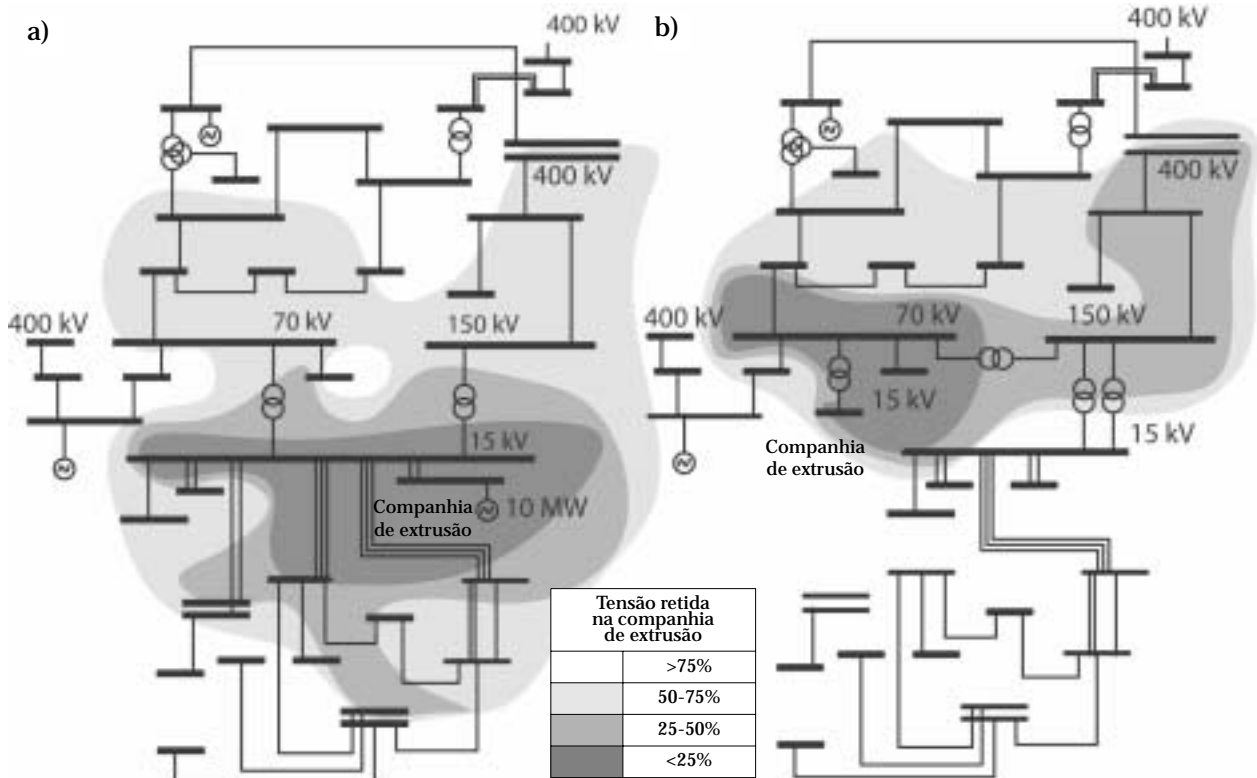 a)
400 kV
400 kV
400 kV
70 kV
150 kV
15 kV
Companhia
de extrusão
10 MW
b)
400 kV
400 kV
400 kV
70 kV
150 kV
15 kV
15 kV
Companhia
de extrusão
Tensão retida
na companhia
de extrusão
>75%
50-75%
25-50%
<25%